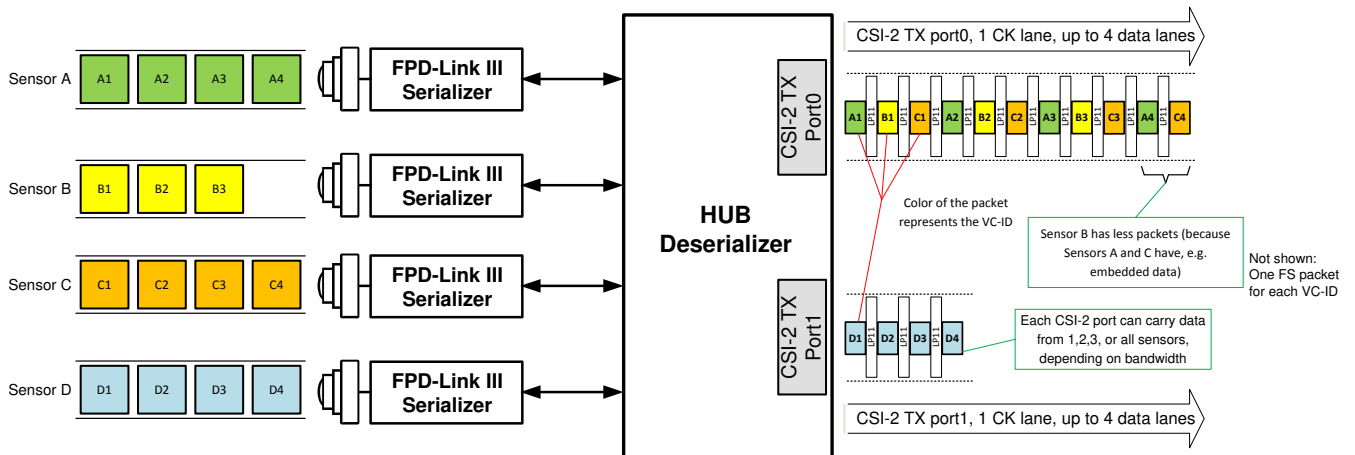 CSI-2 TX port0, 1 CK lane, up to 4 data lanes
Sensor A
A1 A2 A3 A4
FPD-Link III
Serializer
CSI-2 TX
Port0
A1 LP11 B1 LP11 C1 LP11 A2 LP11 B2 LP11 C2 LP11 A3 LP11 B3 LP11 C3 LP11 A4 LP11 C4
Sensor B
B1 B2 B3
FPD-Link III
Serializer
Color of the packet
represents the VC-ID
Sensor B has less packets (because
Sensors A and C have, e.g.
embedded data)
HUB
Deserializer
Not shown:
One FS packet
for each VC-ID
Sensor C
C1 C2 C3 C4
FPD-Link III
Serializer
CSI-2 TX
Port1
D1 LP11 D2 LP11 D3 LP11 D4
Each CSI-2 port can carry data
from 1,2,3, or all sensors,
depending on bandwidth
Sensor D
D1 D2 D3 D4
FPD-Link III
Serializer
CSI-2 TX port1, 1 CK lane, up to 4 data lanes